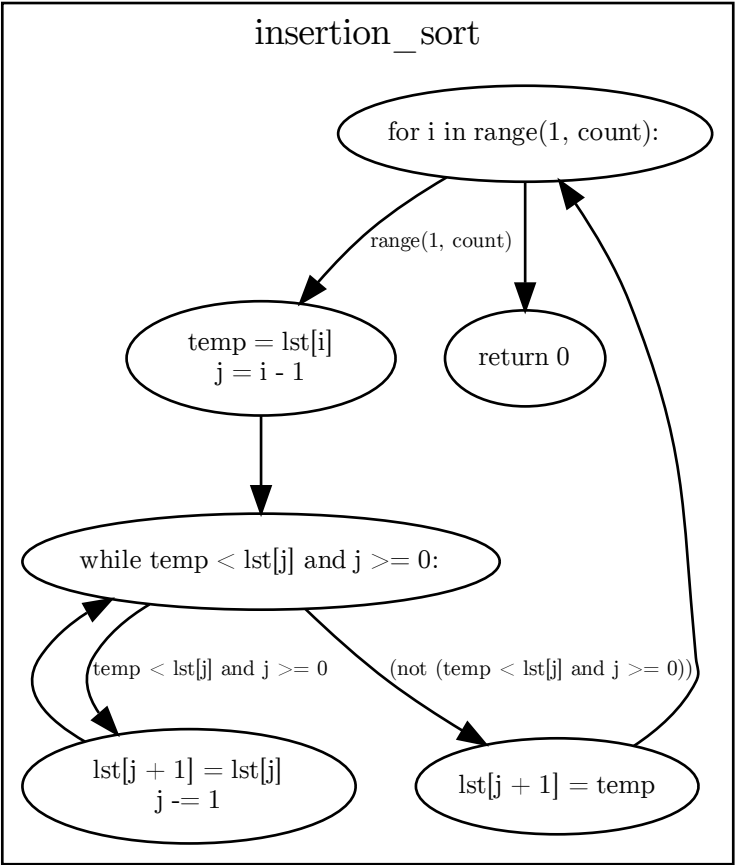 insertion_sort
for i in range(1, count):
range(1, count)
temp = lst[i]
j = i - 1
return 0
while temp < lst[j] and j >= 0:
temp < lst[j] and j >= 0
(not (temp < lst[j] and j >= 0))
lst[j + 1] = lst[j]
j -= 1
lst[j + 1] = temp